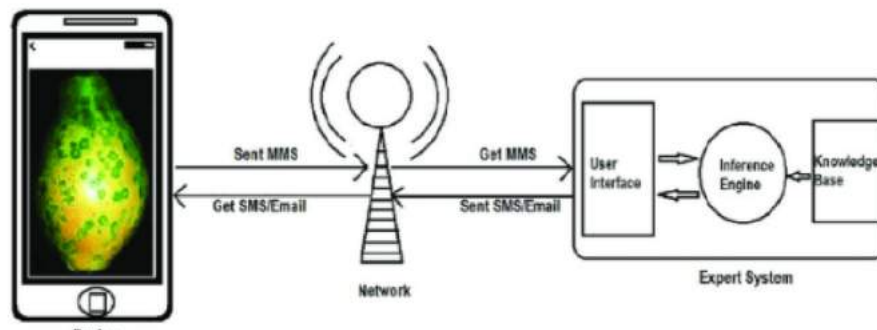 Sent MMS
Get SMS/Email
Network
Get MMS
Sent SMS/Email
User
Interface
Inference
Engine
Knowledge
Base
Expert System